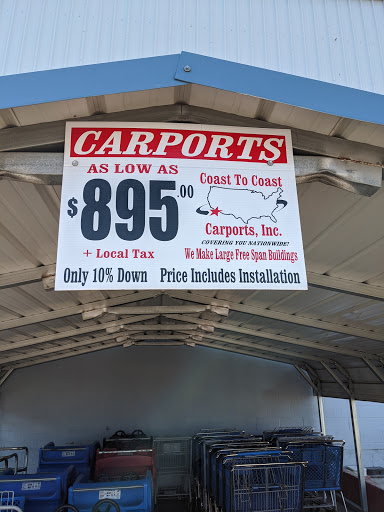 CARPORTS
AS LOW AS
$895.00
+ Local Tax
Coast To Coast
Carports, Inc.
COVERING YOU NATIONWIDE!
We Make Large Free Span Buildings
Only 10% Down Price Includes Installation